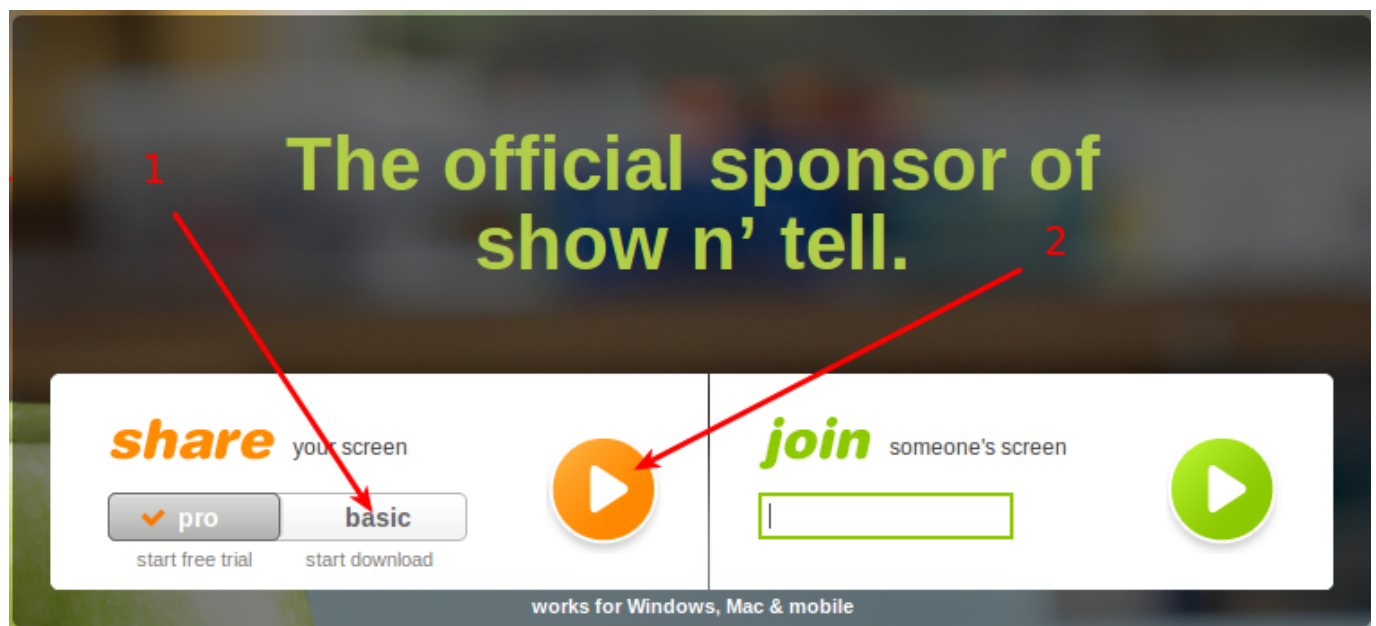 1
The official sponsor of
show n’ tell.
2
share your screen
pro basic
start free trial start download
join someone's screen
works for Windows, Mac & mobile